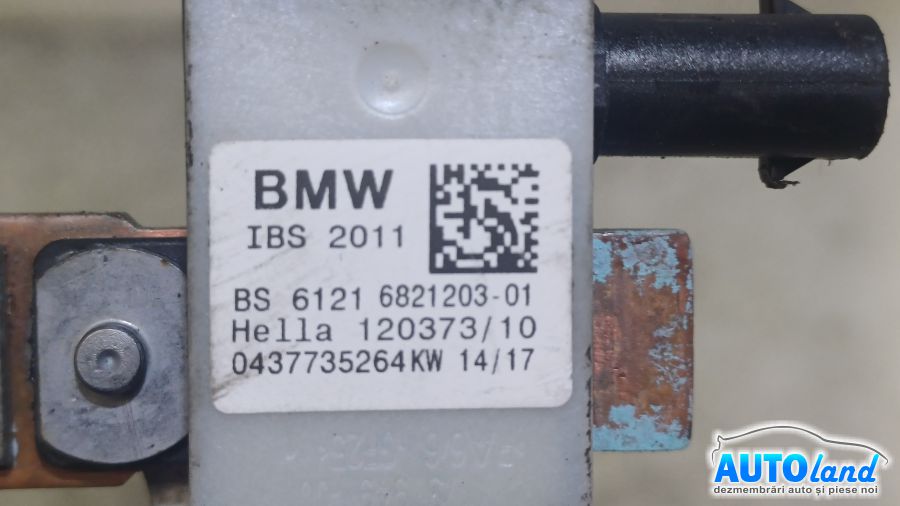 BMW
IBS 2011
BS 6121 6821203-01
Hella 120373/10
0437735264KW 14/17
AUTOland
dezmembrări auto și piese noi